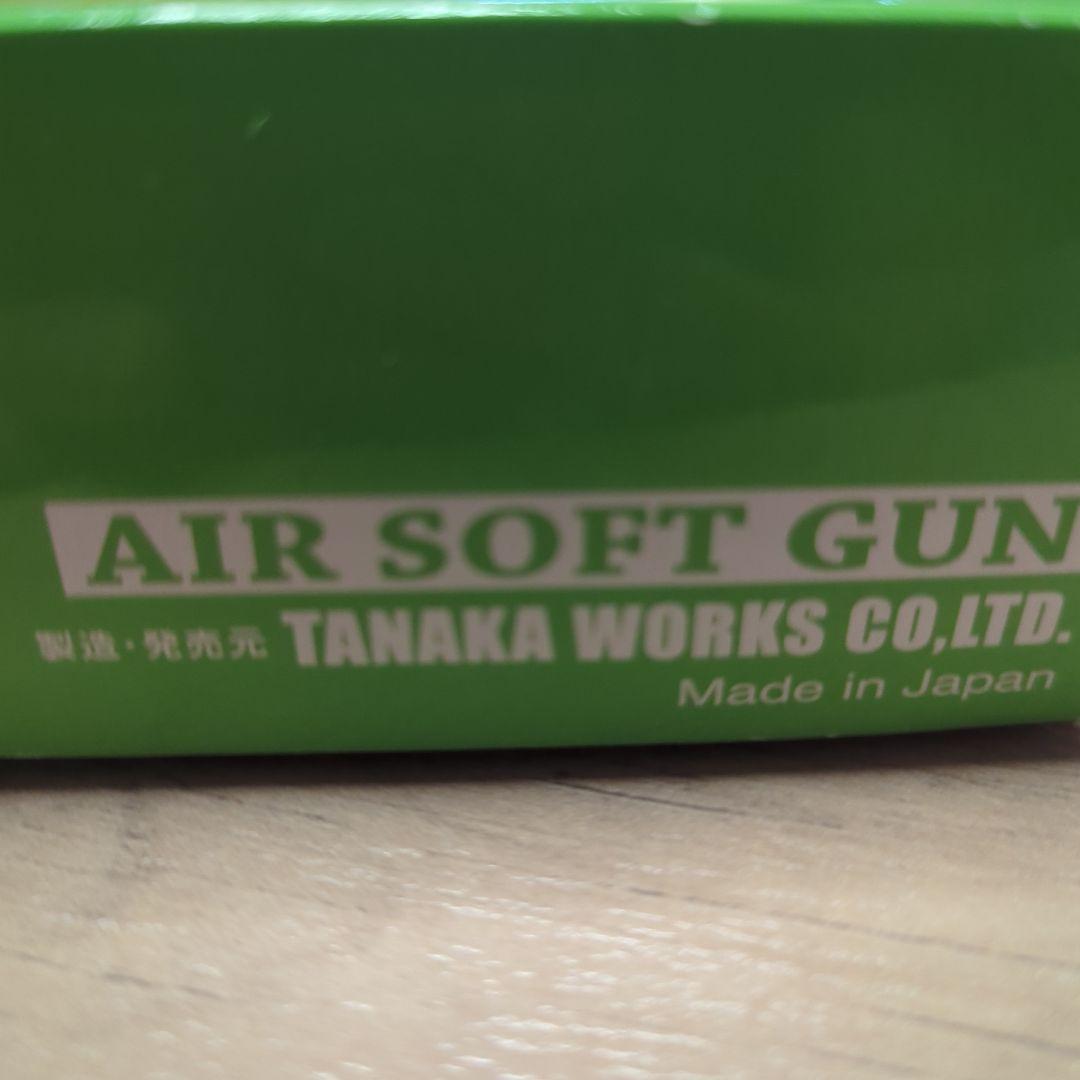 AIR SOFT GUN
製造・発売元 TANAKA WORKS CO,LTD.
Made in Japan